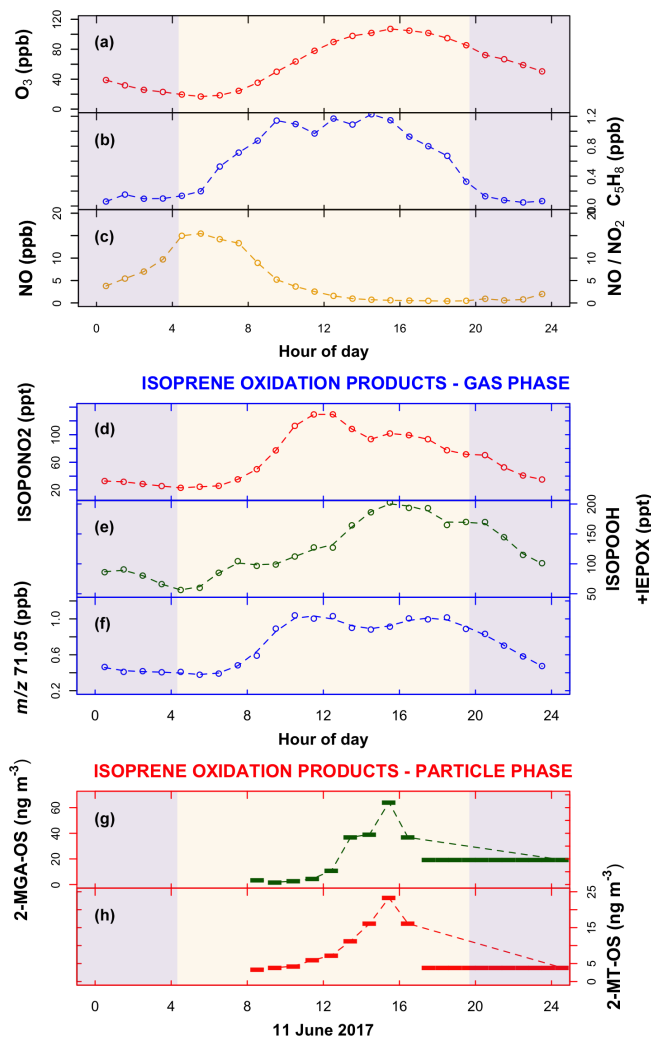 O3 (ppb)
0 40 80 120
(a)
(b)
0.0 0.4 0.8 1.2
C5H8 (ppb)
NO (ppb)
0 5 10 15 20
(c)
0 5 10 15 20
NO / NO2
0 4 8 12 16 20 24
Hour of day
ISOPRENE OXIDATION PRODUCTS - GAS PHASE
ISOPONO2 (ppt)
20 60 100
(d)
(e)
50 100 150 200
ISOPOOH
+IEPOX (ppt)
m/z 71.05 (ppb)
0.2 0.6 1.0
(f)
0 4 8 12 16 20 24
Hour of day
ISOPRENE OXIDATION PRODUCTS - PARTICLE PHASE
2-MGA-OS (ng m-3)
0 20 40 60
(g)
(h)
0 5 15 25
2-MT-OS (ng m-3)
0 4 8 12 16 20 24
11 June 2017